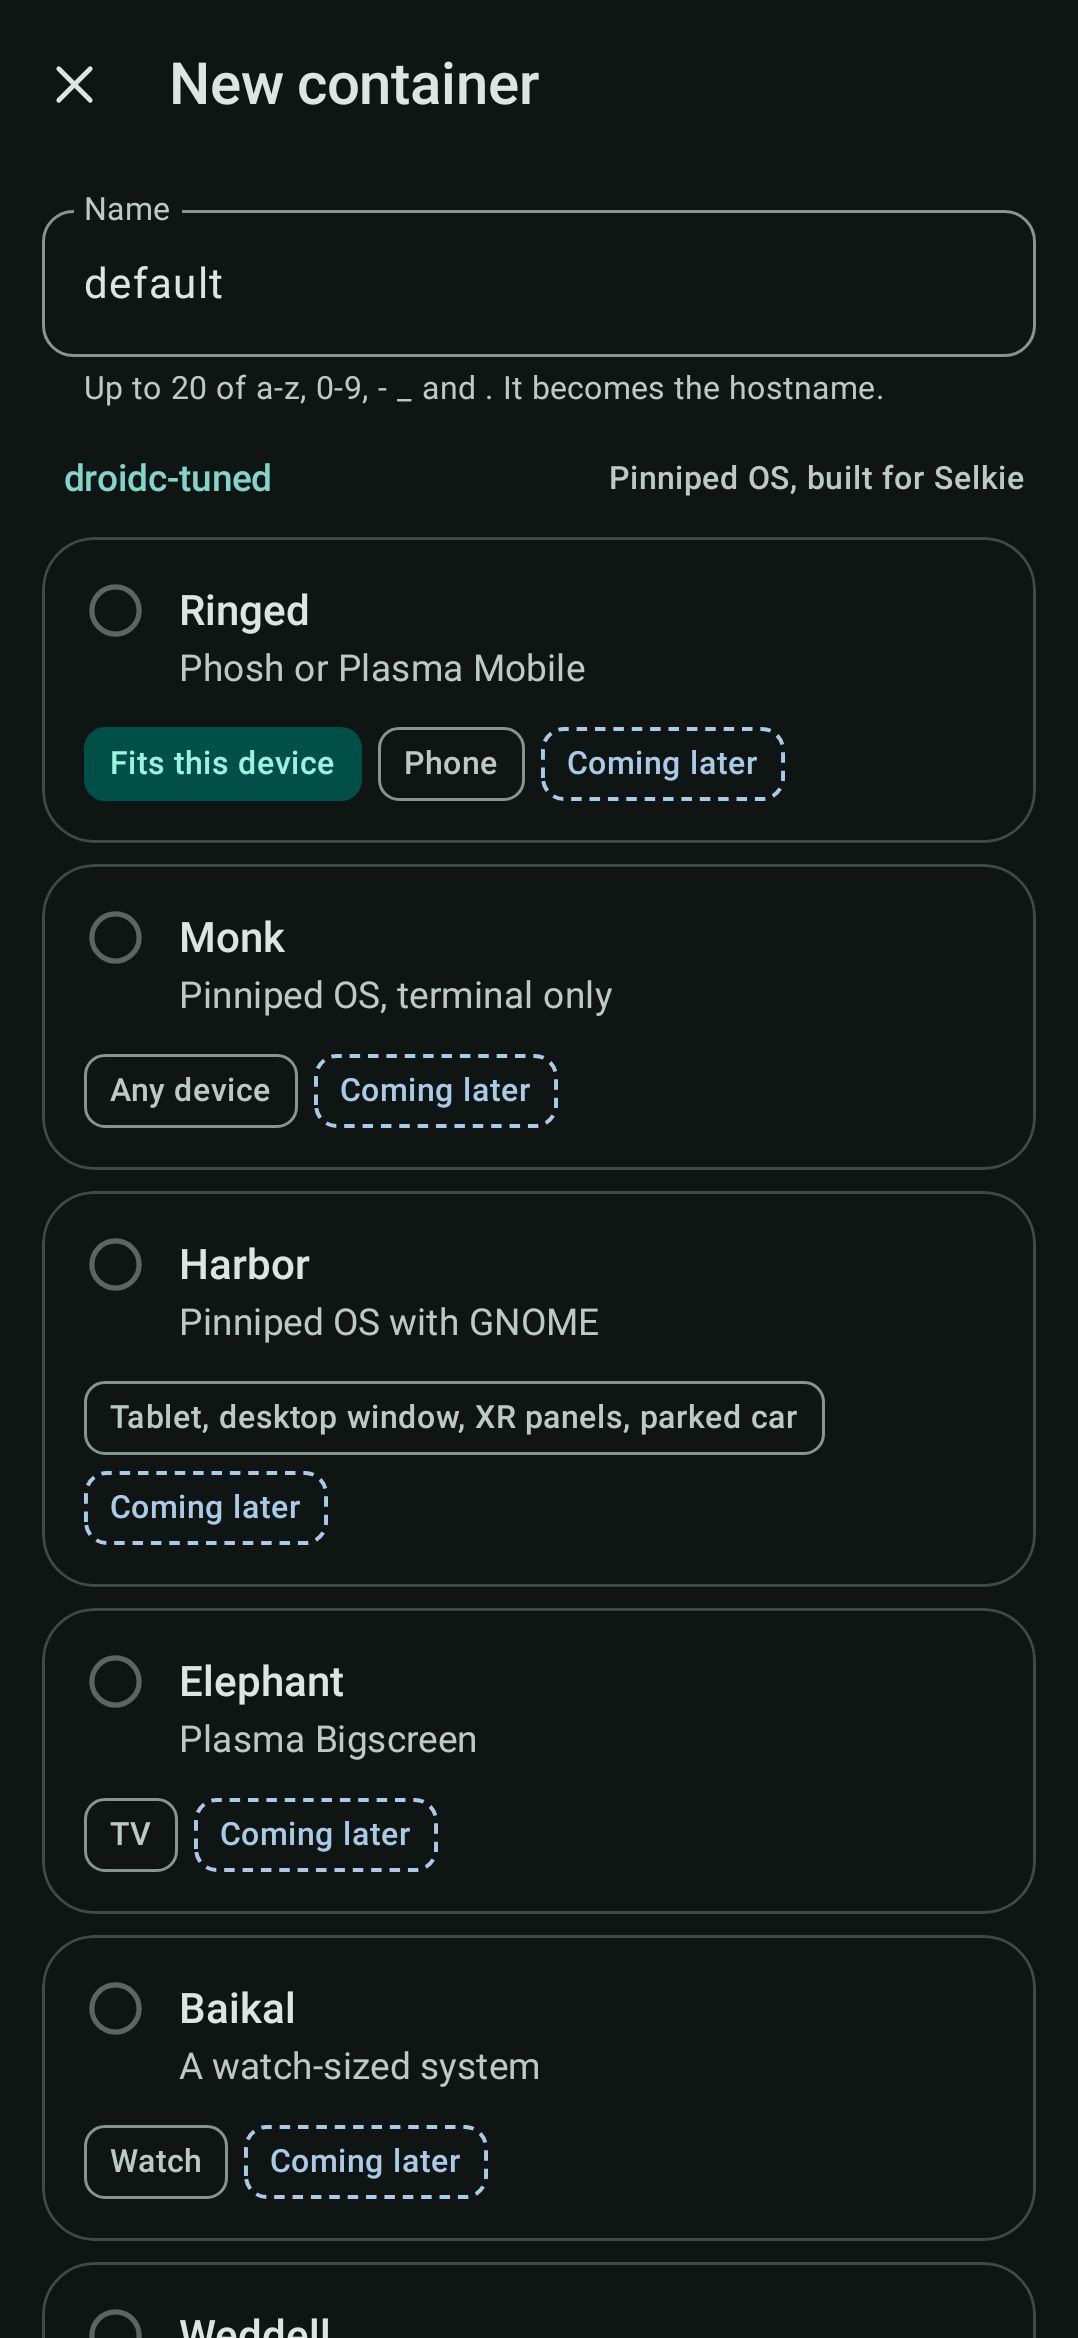 New container
Name
default
Up to 20 of a-z, 0-9, - _ and . It becomes the hostname.
droidc-tuned
Pinniped OS, built for Selkie
Ringed
Phosh or Plasma Mobile
Fits this device
Phone
Coming later
Monk
Pinniped OS, terminal only
Any device
Coming later
Harbor
Pinniped OS with GNOME
Tablet, desktop window, XR panels, parked car
Coming later
Elephant
Plasma Bigscreen
TV
Coming later
Baikal
A watch-sized system
Watch
Coming later
Weddell